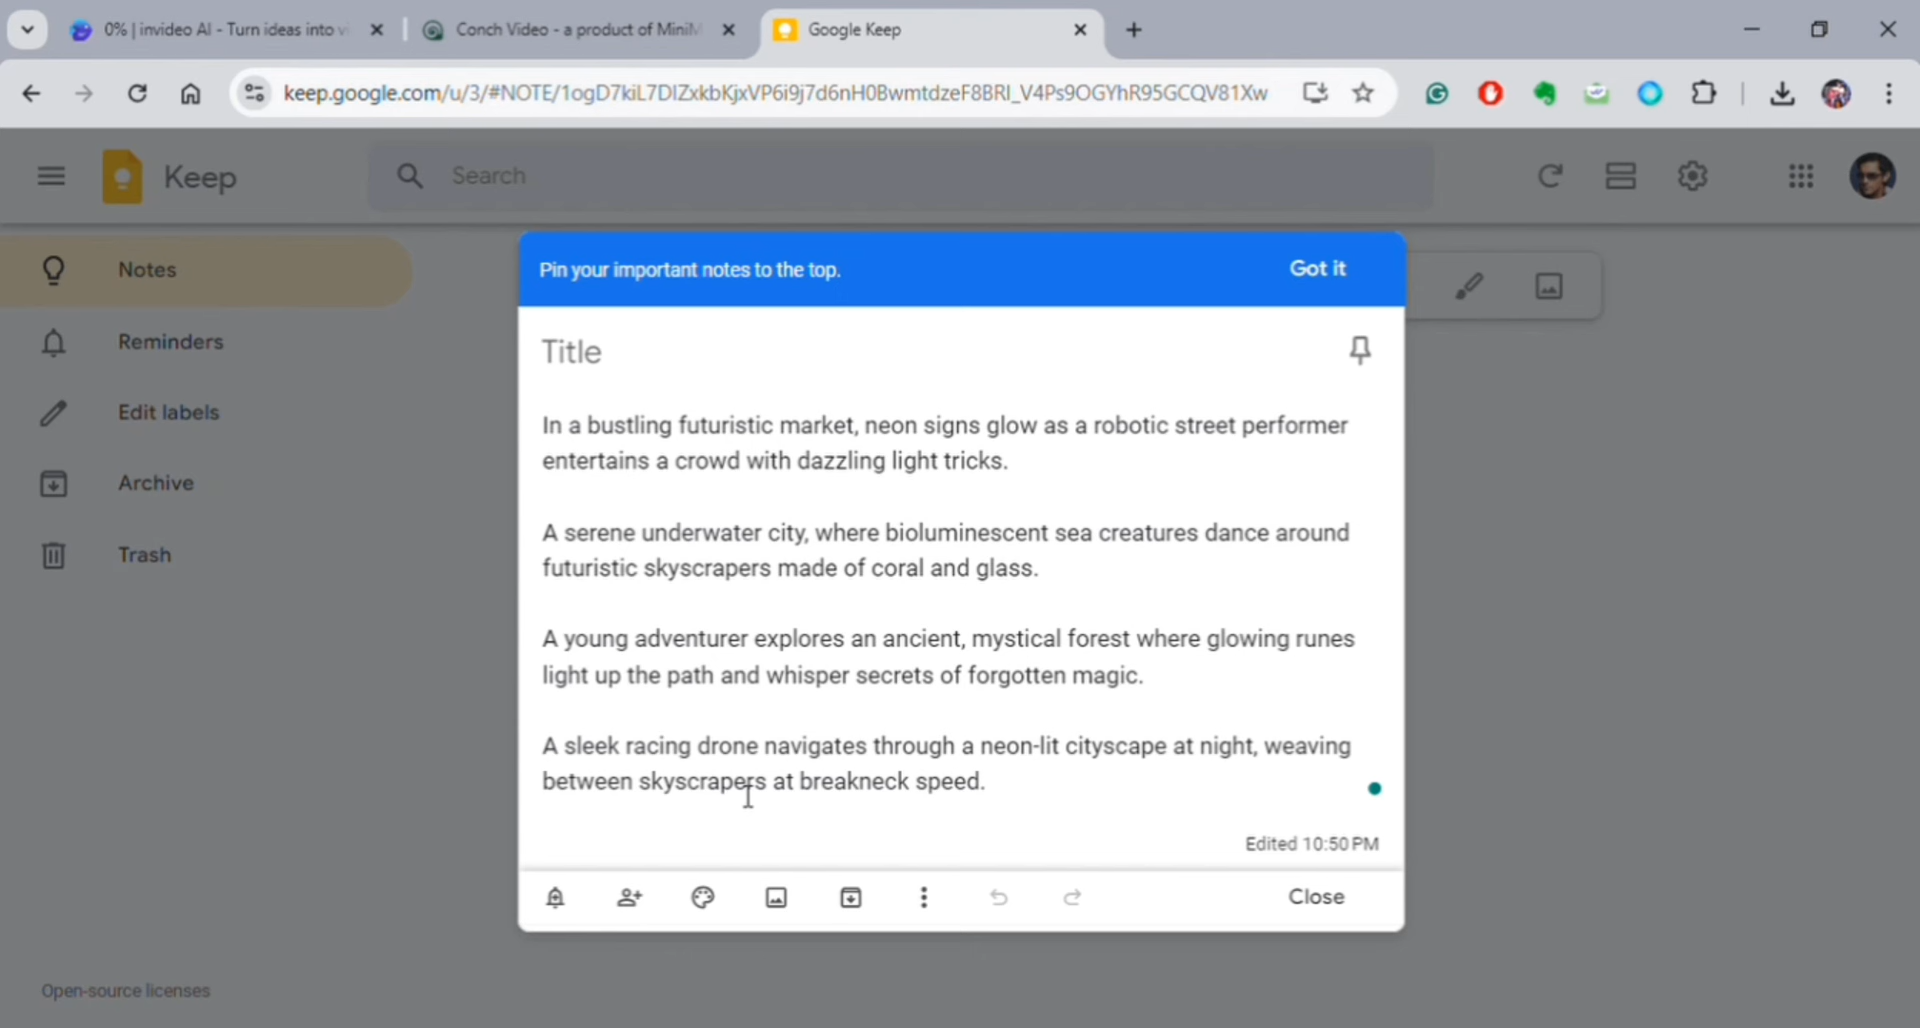 0% | invideo AI - Turn ideas into vi
Conch Video - a product of MiniM
Google Keep
keep.google.com/u/3/#NOTE/1ogD7kiL7DIZxkbKjxVP6i9j7d6nH0BwmtdzeF8BRI_V4Ps9OGYhR95GCQV81Xw
Keep
Search
Notes
Reminders
Edit labels
Archive
Trash
Pin your important notes to the top.
Got it
Title
In a bustling futuristic market, neon signs glow as a robotic street performer
entertains a crowd with dazzling light tricks.
A serene underwater city, where bioluminescent sea creatures dance around
futuristic skyscrapers made of coral and glass.
A young adventurer explores an ancient, mystical forest where glowing runes
light up the path and whisper secrets of forgotten magic.
A sleek racing drone navigates through a neon-lit cityscape at night, weaving
between skyscrapers at breakneck speed.
Edited 10:50 PM
Close
Open-source licenses